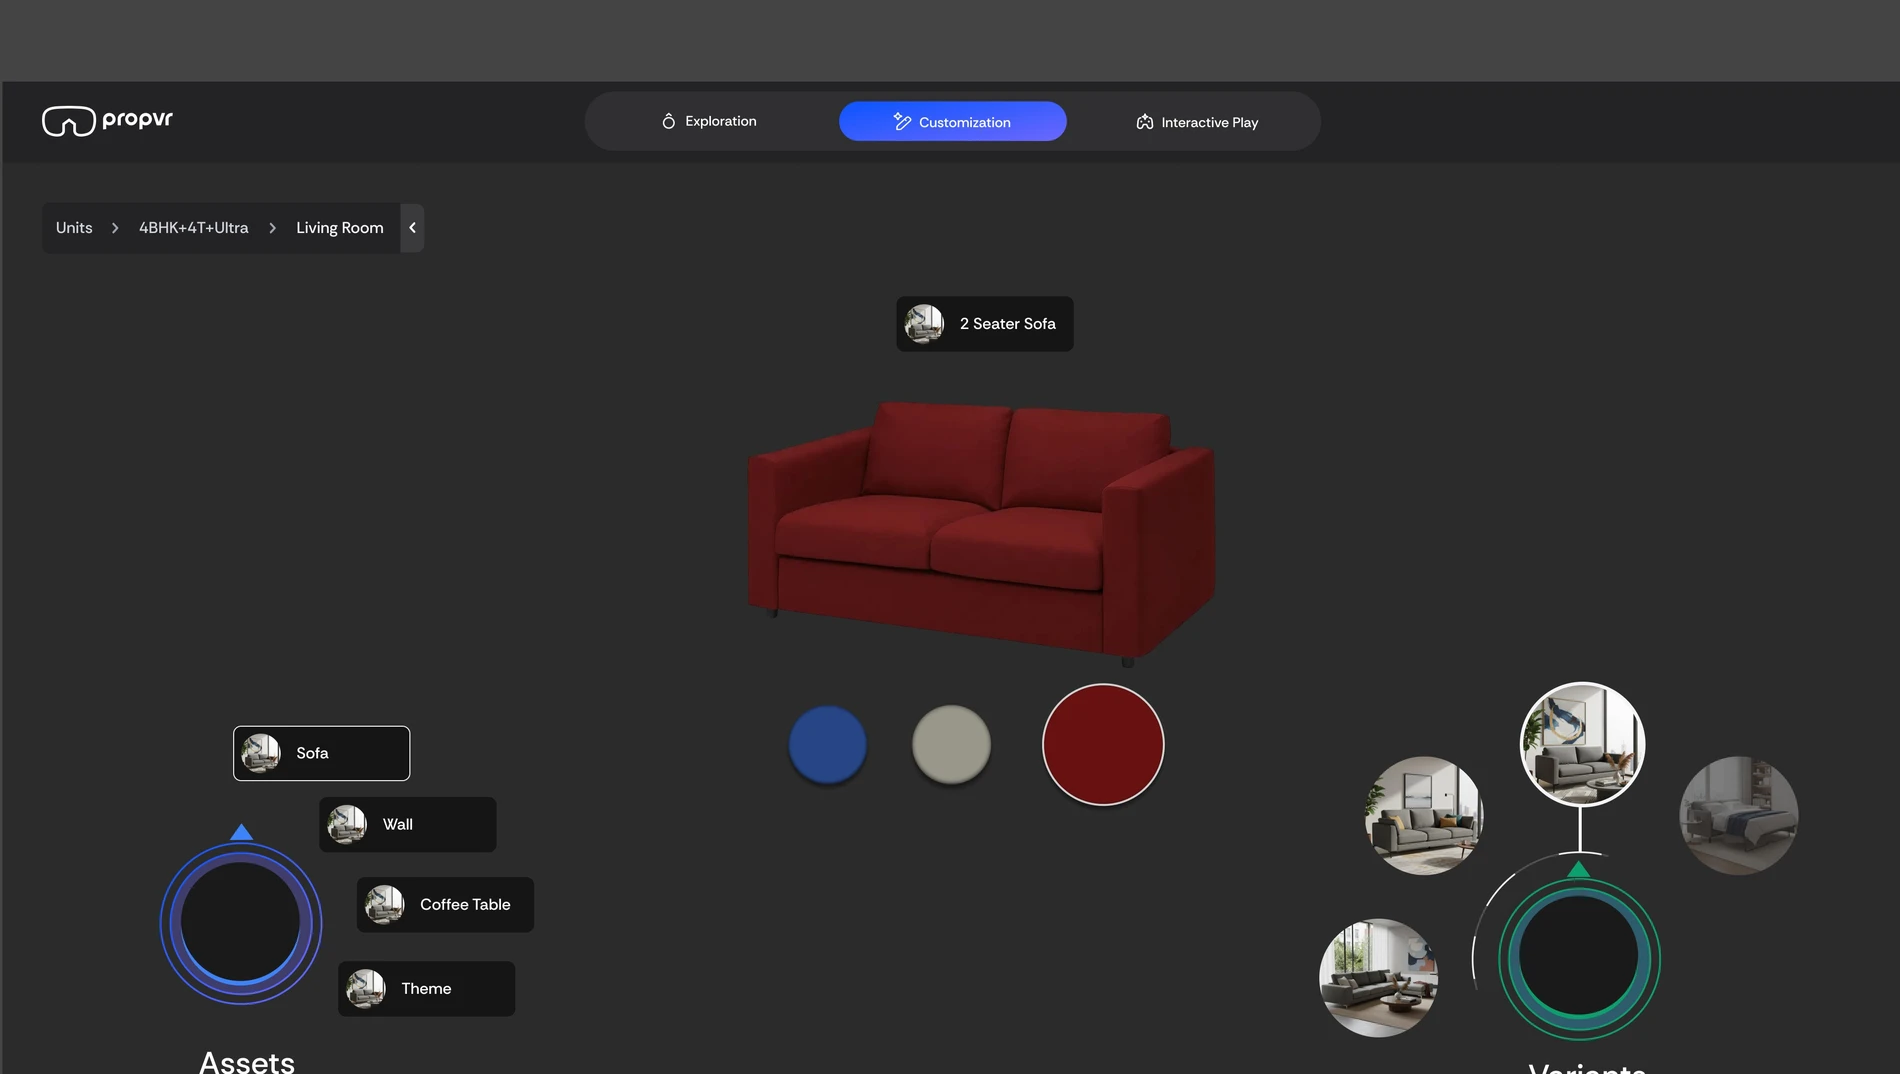 propvr
Exploration
Customization
Interactive Play
Units
4BHK+4T+Ultra
Living Room
2 Seater Sofa
Sofa
Wall
Coffee Table
Theme
Assets
Variants